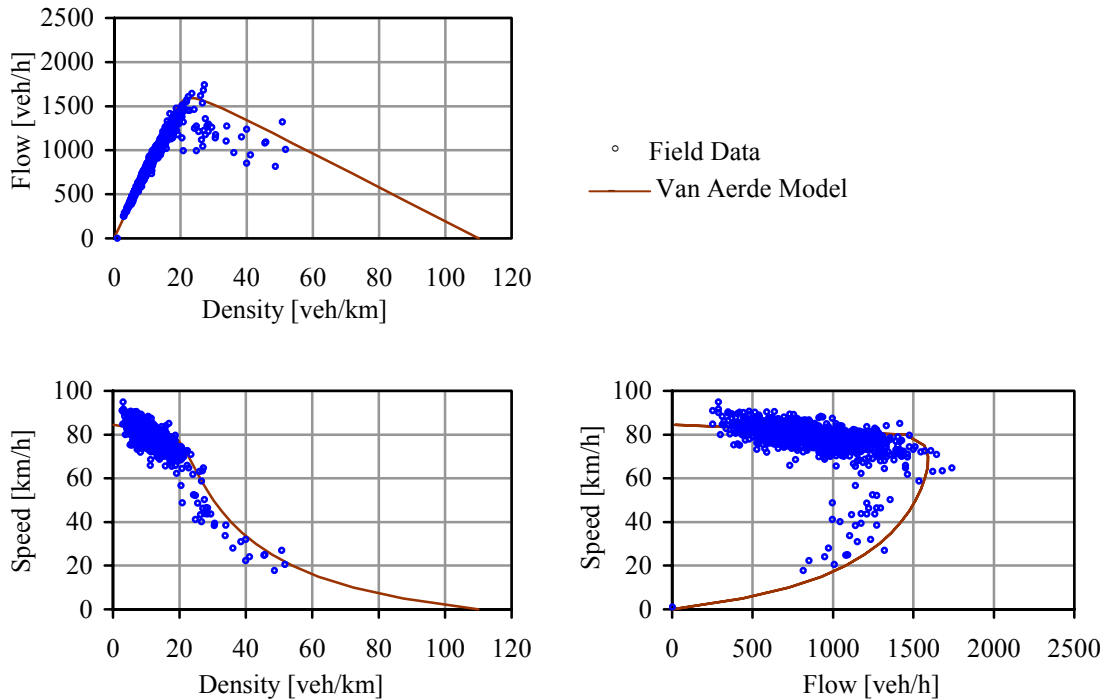 2500
2000
1500
1000
500
0
Flow [veh/h]
0 20 40 60 80 100 120
Density [veh/km]
Field Data
Van Aerde Model
100
80
60
40
20
0
Speed [km/h]
0 20 40 60 80 100 120
Density [veh/km]
100
80
60
40
20
0
Speed [km/h]
0 500 1000 1500 2000 2500
Flow [veh/h]